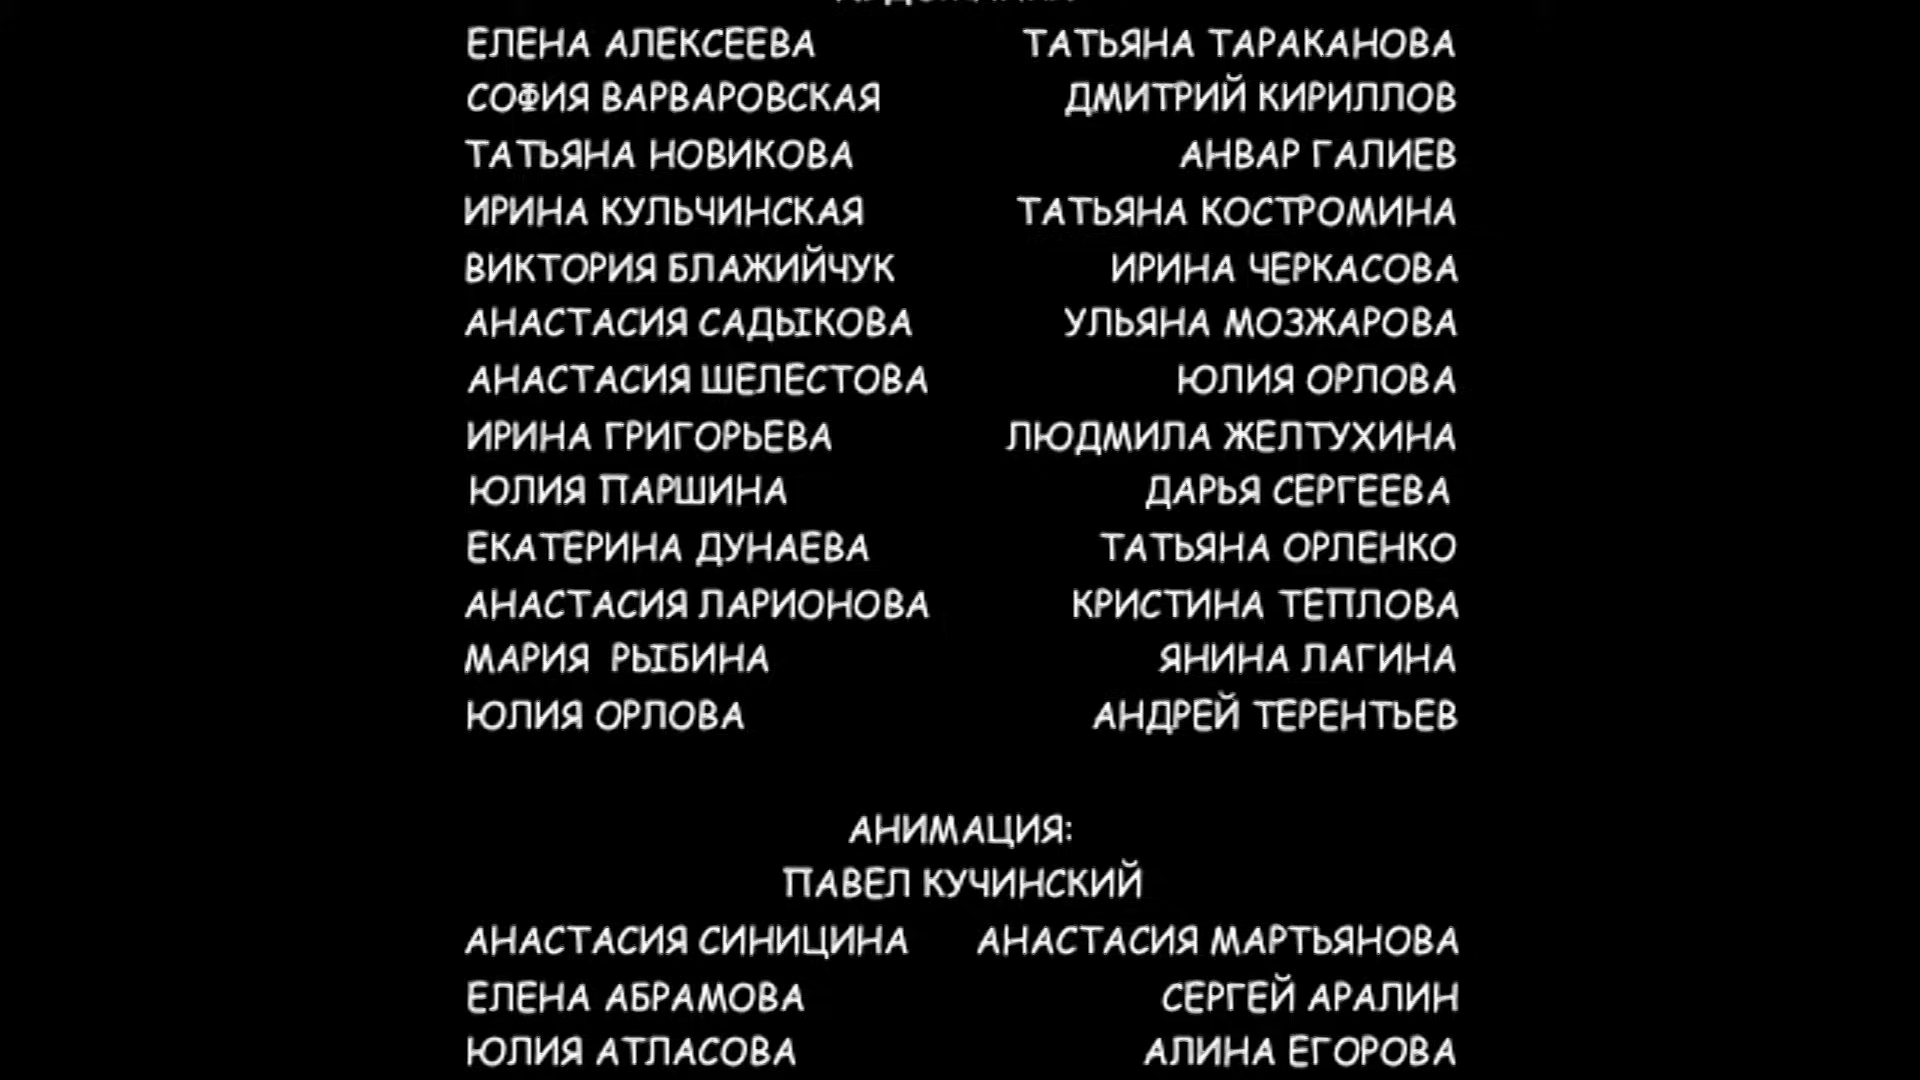 ЕЛЕНА АЛЕКСЕЕВА ТАТЬЯНА ТАРАКАНОВА
СОФИЯ ВАРВАРОВСКАЯ ДМИТРИЙ КИРИЛЛОВ
ТАТЬЯНА НОВИКОВА АНВАР ГАЛИЕВ
ИРИНА КУЛЬЧИНСКАЯ ТАТЬЯНА КОСТРОМИНА
ВИКТОРИЯ БЛАЖИЙЧУК ИРИНА ЧЕРКАСОВА
АНАСТАСИЯ САДЫКОВА УЛЬЯНА МОЗЖАРОВА
АНАСТАСИЯ ШЕЛЕСТОВА ЮЛИЯ ОРЛОВА
ИРИНА ГРИГОРЬЕВА ЛЮДМИЛА ЖЕЛТУХИНА
ЮЛИЯ ПАРШИНА ДАРЬЯ СЕРГЕЕВА
ЕКАТЕРИНА ДУНАЕВА ТАТЬЯНА ОРЛЕНКО
АНАСТАСИЯ ЛАРИОНОВА КРИСТИНА ТЕПЛОВА
МАРИЯ РЫБИНА ЯНИНА ЛАГИНА
ЮЛИЯ ОРЛОВА АНДРЕЙ ТЕРЕНТЬЕВ
АНИМАЦИЯ:
ПАВЕЛ КУЧИНСКИЙ
АНАСТАСИЯ СИНИЦИНА АНАСТАСИЯ МАРТЬЯНОВА
ЕЛЕНА АБРАМОВА СЕРГЕЙ АРАЛИН
ЮЛИЯ АТЛАСОВА АЛИНА ЕГОРОВА